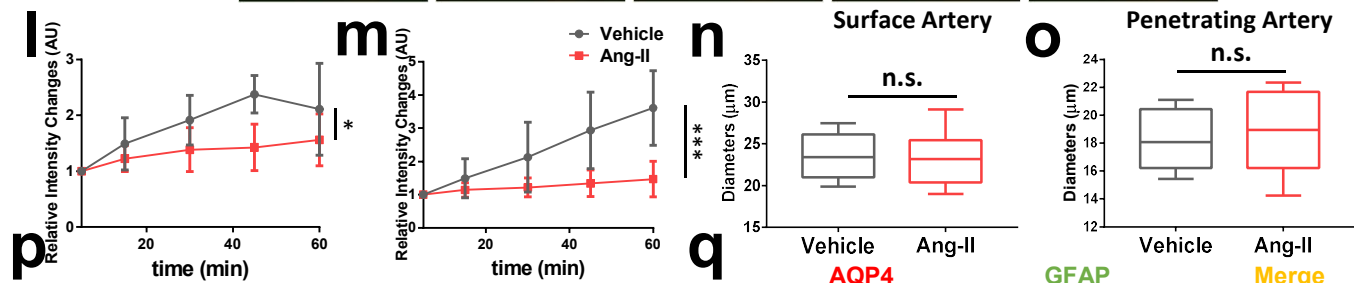 l
Relative Intensity Changes (AU)
3
2
1
0
20
40
60
time (min)
*
m
Vehicle
Ang-II
Relative Intensity Changes (AU)
5
4
3
2
1
0
20
40
60
time (min)
***
n
Surface Artery
n.s.
Diameters (μm)
35
30
25
20
15
Vehicle
Ang-II
o
Penetrating Artery
n.s.
Diameters (μm)
24
22
20
18
16
14
12
Vehicle
Ang-II
p
q
AQP4
GFAP
Merge